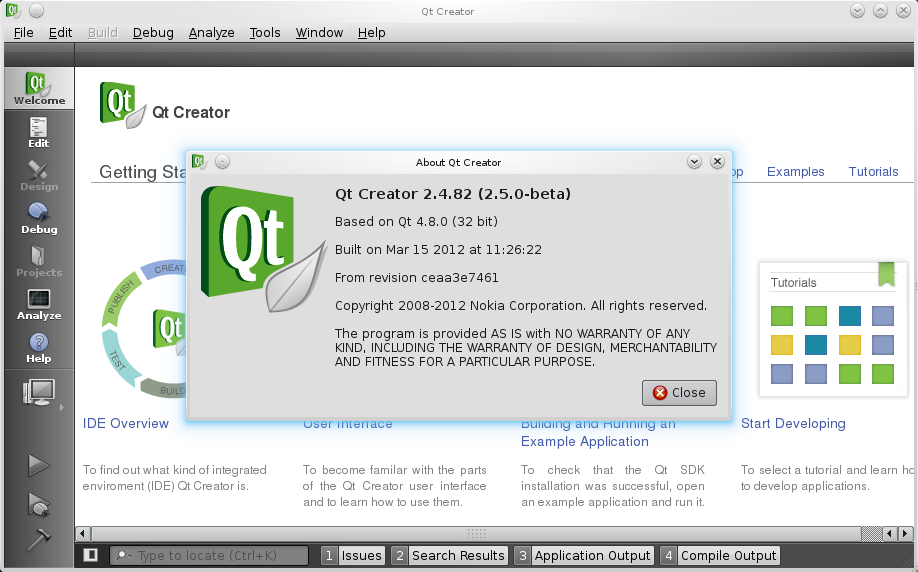 Qt Creator
File Edit Build Debug Analyze Tools Window Help
Qt
Welcome
Edit
Design
Debug
Projects
Analyze
Help
Qt Qt Creator
Getting Sta
Examples Tutorials
About Qt Creator
Qt
Qt Creator 2.4.82 (2.5.0-beta)
Based on Qt 4.8.0 (32 bit)
Built on Mar 15 2012 at 11:26:22
From revision ceaa3e7461
Copyright 2008-2012 Nokia Corporation. All rights reserved.
The program is provided AS IS with NO WARRANTY OF ANY
KIND, INCLUDING THE WARRANTY OF DESIGN, MERCHANTABILITY
AND FITNESS FOR A PARTICULAR PURPOSE.
Close
CREAT
PUBLISH
Qt
TEST
BUILD
Tutorials
IDE Overview
To find out what kind of integrated
enviroment (IDE) Qt Creator is.
User Interface
To become familar with the parts
of the Qt Creator user interface
and to learn how to use them.
Building and Running an
Example Application
To check that the Qt SDK
installation was successful, open
an example application and run it.
Start Developing
To select a tutorial and learn ho
to develop applications.
Type to locate (Ctrl+K) 1 Issues 2 Search Results 3 Application Output 4 Compile Output